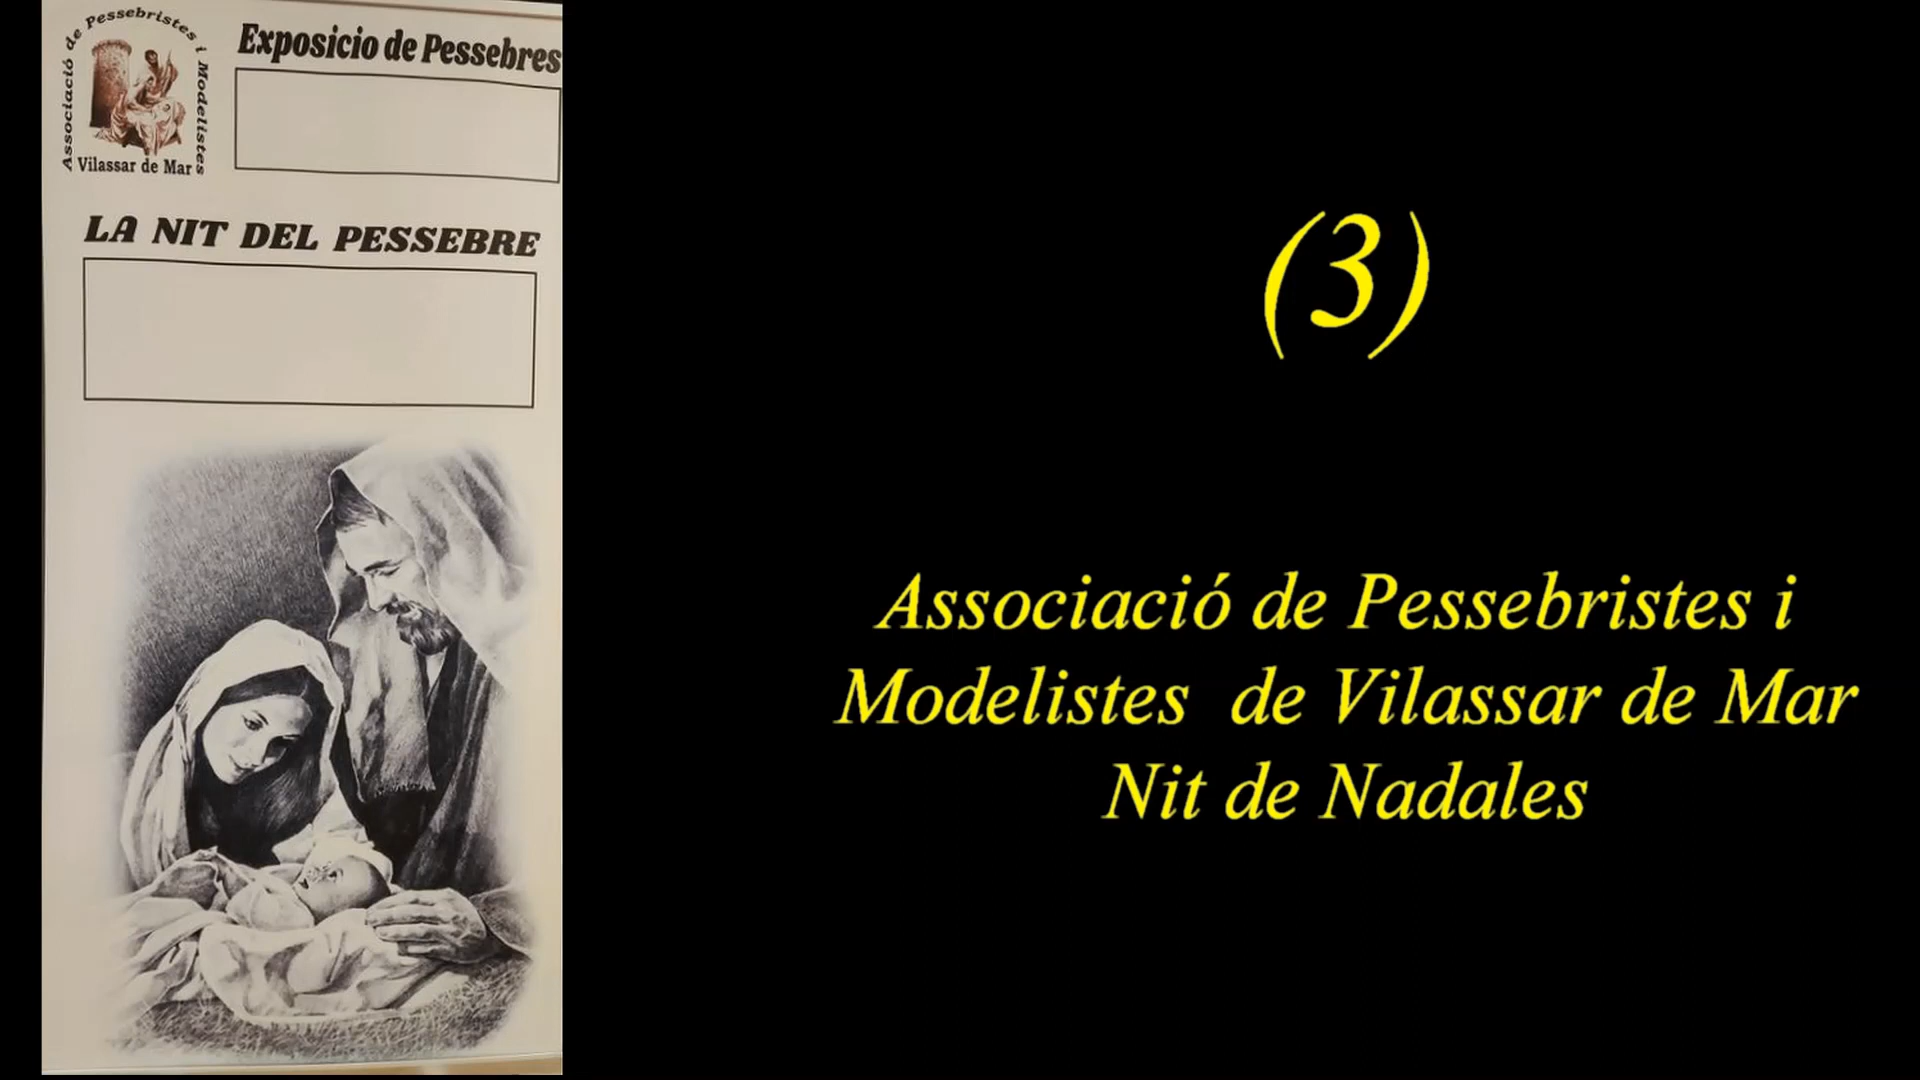 Associació de Pessebristes i Modelistes
Vilassar de Mar
Exposicio de Pessebres
LA NIT DEL PESSEBRE
(3)
Associació de Pessebristes i
Modelistes de Vilassar de Mar
Nit de Nadales